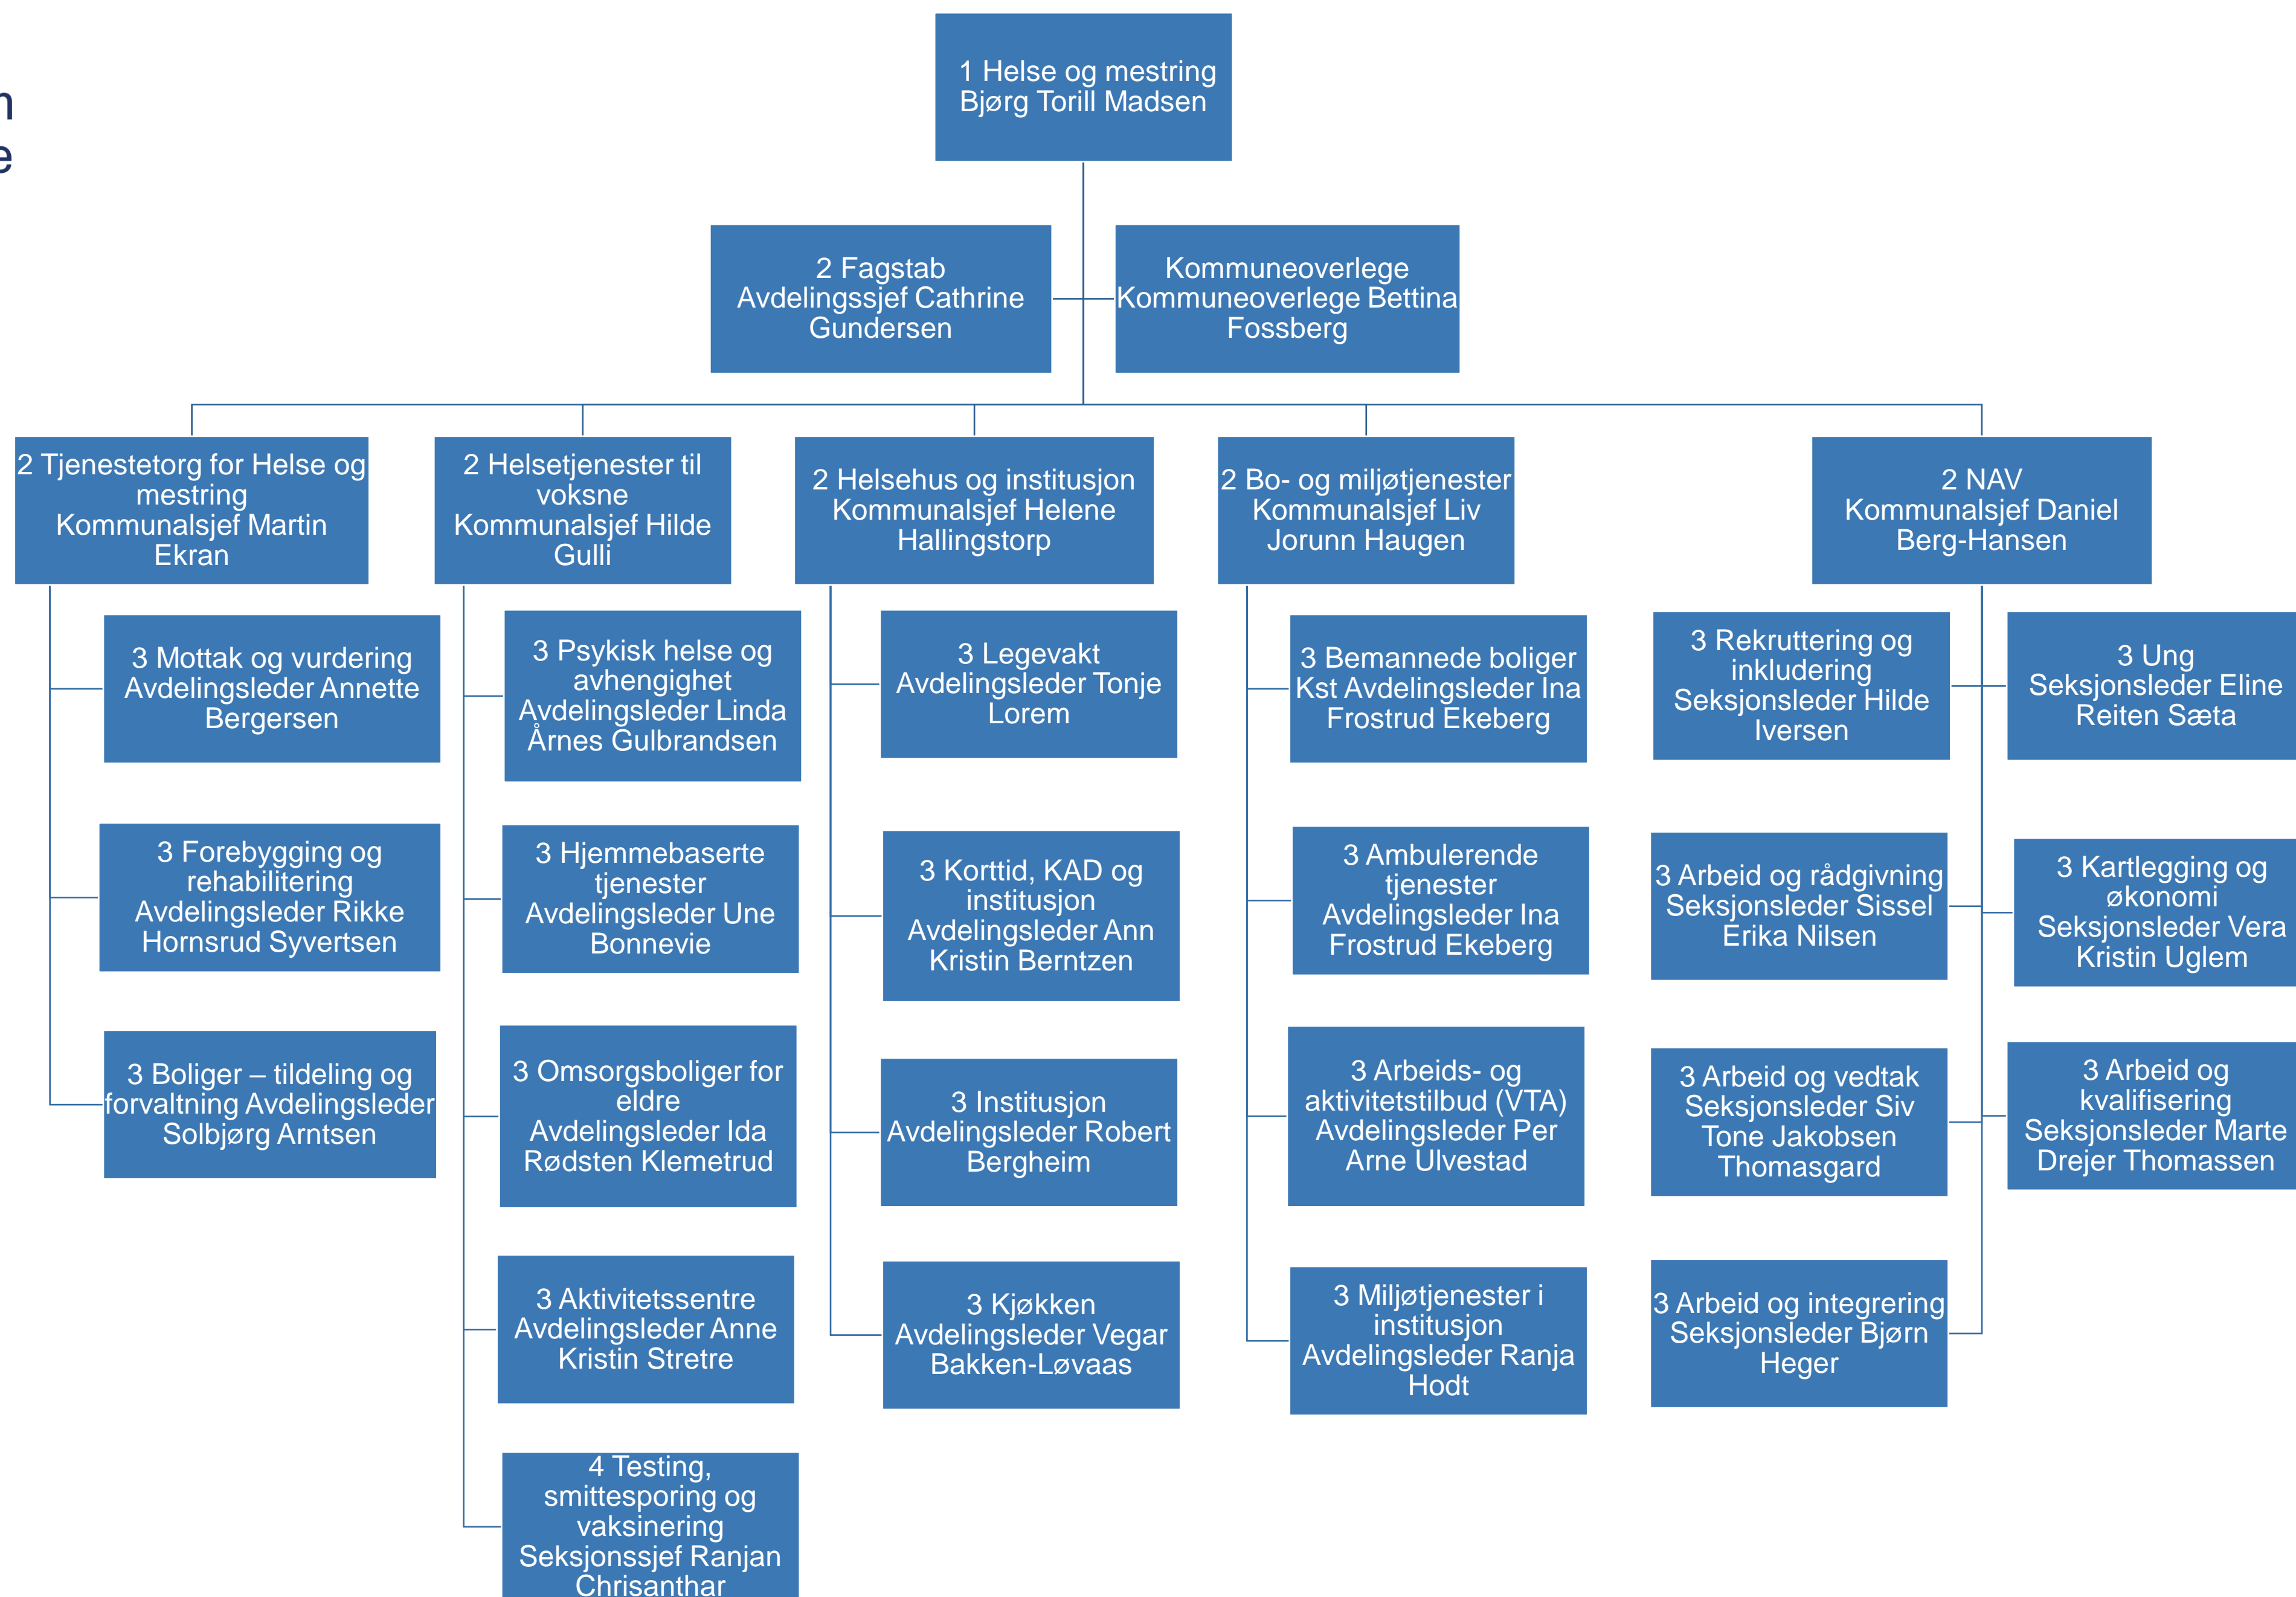 1 Helse og mestring
Bjørg Torill Madsen
2 Fagstab
Avdelingssjef Cathrine
Gundersen
Kommuneoverlege
Kommuneoverlege Bettina
Fossberg
2 Tjenestetorg for Helse og
mestring
Kommunalsjef Martin
Ekran
2 Helsetjenester til
voksne
Kommunalsjef Hilde
Gulli
2 Helsehus og institusjon
Kommunalsjef Helene
Hallingstorp
2 Bo- og miljøtjenester
Kommunalsjef Liv
Jorunn Haugen
2 NAV
Kommunalsjef Daniel
Berg-Hansen
3 Mottak og vurdering
Avdelingsleder Annette
Bergersen
3 Forebygging og
rehabilitering
Avdelingsleder Rikke
Hornsrud Syvertsen
3 Boliger – tildeling og
forvaltning Avdelingsleder
Solbjørg Arntsen
3 Psykisk helse og
avhengighet
Avdelingsleder Linda
Årnes Gulbrandsen
3 Hjemmebaserte
tjenester
Avdelingsleder Une
Bonnevie
3 Omsorgsboliger for
eldre
Avdelingsleder Ida
Rødsten Klemetrud
3 Aktivitetssentre
Avdelingsleder Anne
Kristin Stretre
4 Testing,
smittesporing og
vaksinering
Seksjonssjef Ranjan
Chrisanthar
3 Legevakt
Avdelingsleder Tonje
Lorem
3 Korttid, KAD og
institusjon
Avdelingsleder Ann
Kristin Berntzen
3 Institusjon
Avdelingsleder Robert
Bergheim
3 Kjøkken
Avdelingsleder Vegar
Bakken-Løvaas
3 Bemannede boliger
Kst Avdelingsleder Ina
Frostrud Ekeberg
3 Ambulerende
tjenester
Avdelingsleder Ina
Frostrud Ekeberg
3 Arbeids- og
aktivitetstilbud (VTA)
Avdelingsleder Per
Arne Ulvestad
3 Miljøtjenester i
institusjon
Avdelingsleder Ranja
Hodt
3 Rekruttering og
inkludering
Seksjonsleder Hilde
Iversen
3 Arbeid og rådgivning
Seksjonsleder Sissel
Erika Nilsen
3 Arbeid og vedtak
Seksjonsleder Siv
Tone Jakobsen
Thomasgard
3 Arbeid og integrering
Seksjonsleder Bjørn
Heger
3 Ung
Seksjonsleder Eline
Reiten Sæta
3 Kartlegging og
økonomi
Seksjonsleder Vera
Kristin Uglem
3 Arbeid og
kvalifisering
Seksjonsleder Marte
Drejer Thomassen